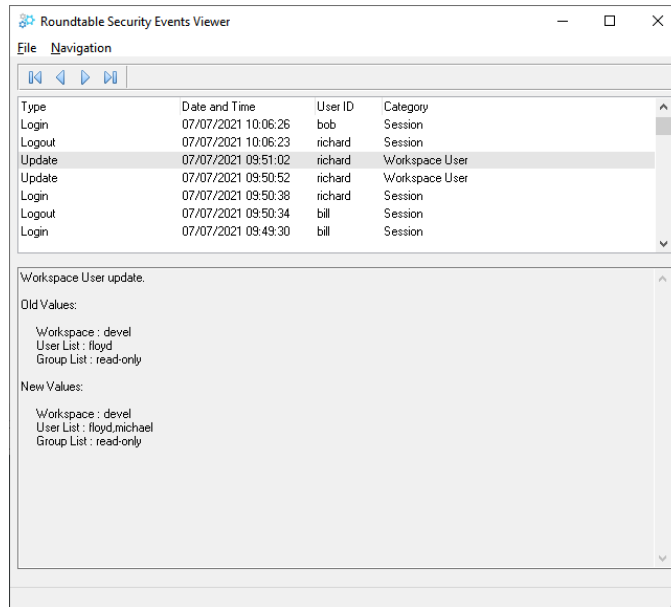 Roundtable Security Events Viewer
File Navigation
Type Date and Time User ID Category
Login 07/07/2021 10:06:26 bob Session
Logout 07/07/2021 10:06:23 richard Session
Update 07/07/2021 09:51:02 richard Workspace User
Update 07/07/2021 09:50:52 richard Workspace User
Login 07/07/2021 09:50:38 richard Session
Logout 07/07/2021 09:50:34 bill Session
Login 07/07/2021 09:49:30 bill Session
Workspace User update.
Old Values:
Workspace : devel
User List : floyd
Group List : read-only
New Values:
Workspace : devel
User List : floyd,michael
Group List : read-only